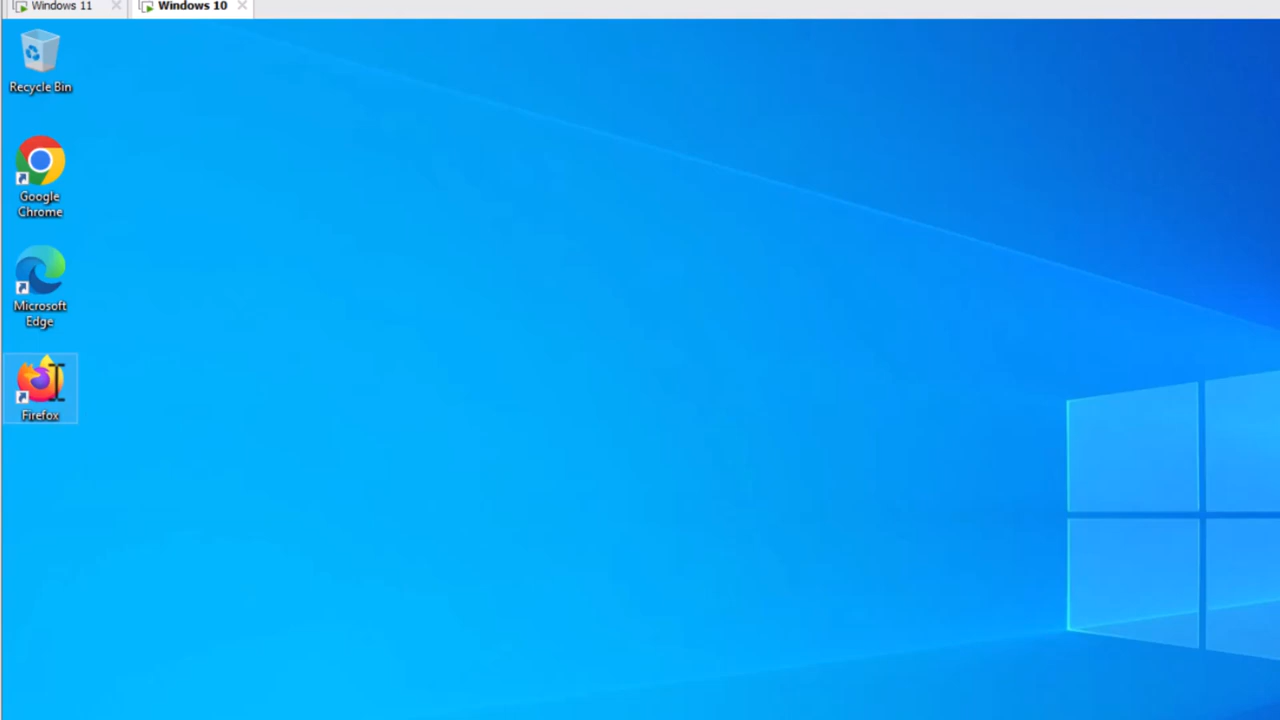 Windows 11
Windows 10
Recycle Bin
Google
Chrome
Microsoft
Edge
Firefox